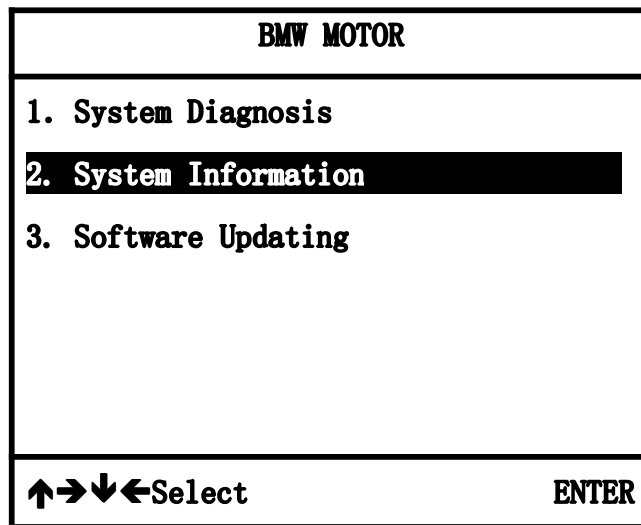 BMW MOTOR
1. System Diagnosis
2. System Information
3. Software Updating
↑→↓←Select ENTER